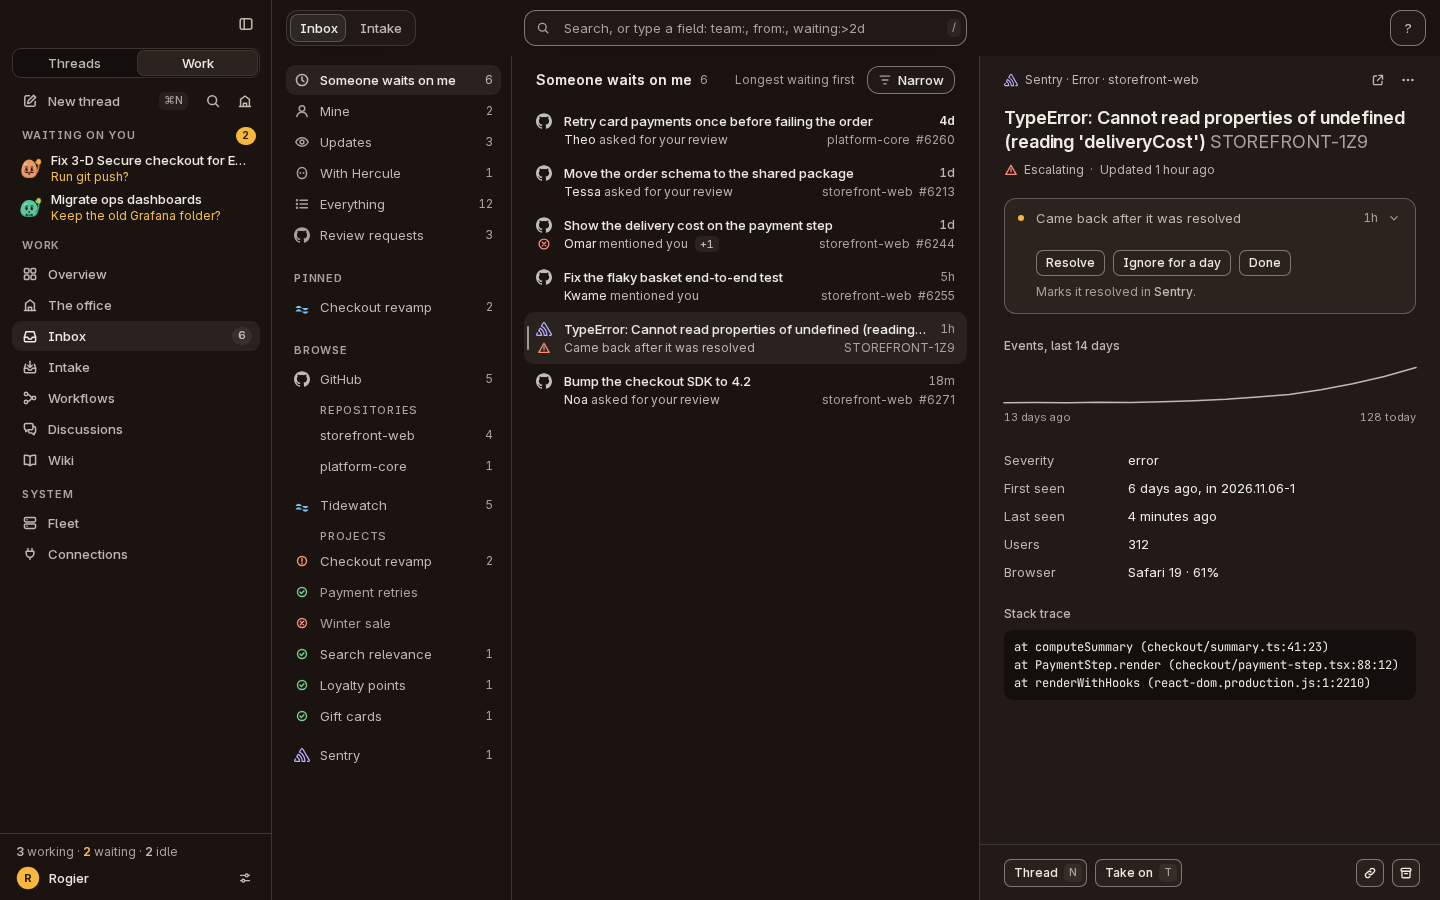 Threads
Work
New thread
⌘N
WAITING ON YOU
2
Fix 3-D Secure checkout for E…
Run git push?
Migrate ops dashboards
Keep the old Grafana folder?
WORK
Overview
The office
Inbox
6
Intake
Workflows
Discussions
Wiki
SYSTEM
Fleet
Connections
3 working · 2 waiting · 2 idle
R
Rogier
Inbox
Intake
Someone waits on me 6
Mine 2
Updates 3
With Hercule 1
Everything 12
Review requests 3
PINNED
Checkout revamp 2
BROWSE
GitHub 5
REPOSITORIES
storefront-web 4
platform-core 1
Tidewatch 5
PROJECTS
Checkout revamp 2
Payment retries
Winter sale
Search relevance 1
Loyalty points 1
Gift cards 1
Sentry 1
Search, or type a field: team:, from:, waiting:>2d
/
?
Someone waits on me 6
Longest waiting first
Narrow
Retry card payments once before failing the order 4d
Theo asked for your review platform-core #6260
Move the order schema to the shared package 1d
Tessa asked for your review storefront-web #6213
Show the delivery cost on the payment step 1d
Omar mentioned you +1 storefront-web #6244
Fix the flaky basket end-to-end test 5h
Kwame mentioned you storefront-web #6255
TypeError: Cannot read properties of undefined (reading… 1h
Came back after it was resolved STOREFRONT-1Z9
Bump the checkout SDK to 4.2 18m
Noa asked for your review storefront-web #6271
Sentry · Error · storefront-web
TypeError: Cannot read properties of undefined
(reading 'deliveryCost') STOREFRONT-1Z9
Escalating · Updated 1 hour ago
Came back after it was resolved 1h
Resolve
Ignore for a day
Done
Marks it resolved in Sentry.
Events, last 14 days
13 days ago 128 today
Severity error
First seen 6 days ago, in 2026.11.06-1
Last seen 4 minutes ago
Users 312
Browser Safari 19 · 61%
Stack trace
at computeSummary (checkout/summary.ts:41:23)
at PaymentStep.render (checkout/payment-step.tsx:88:12)
at renderWithHooks (react-dom.production.js:1:2210)
Thread N
Take on T